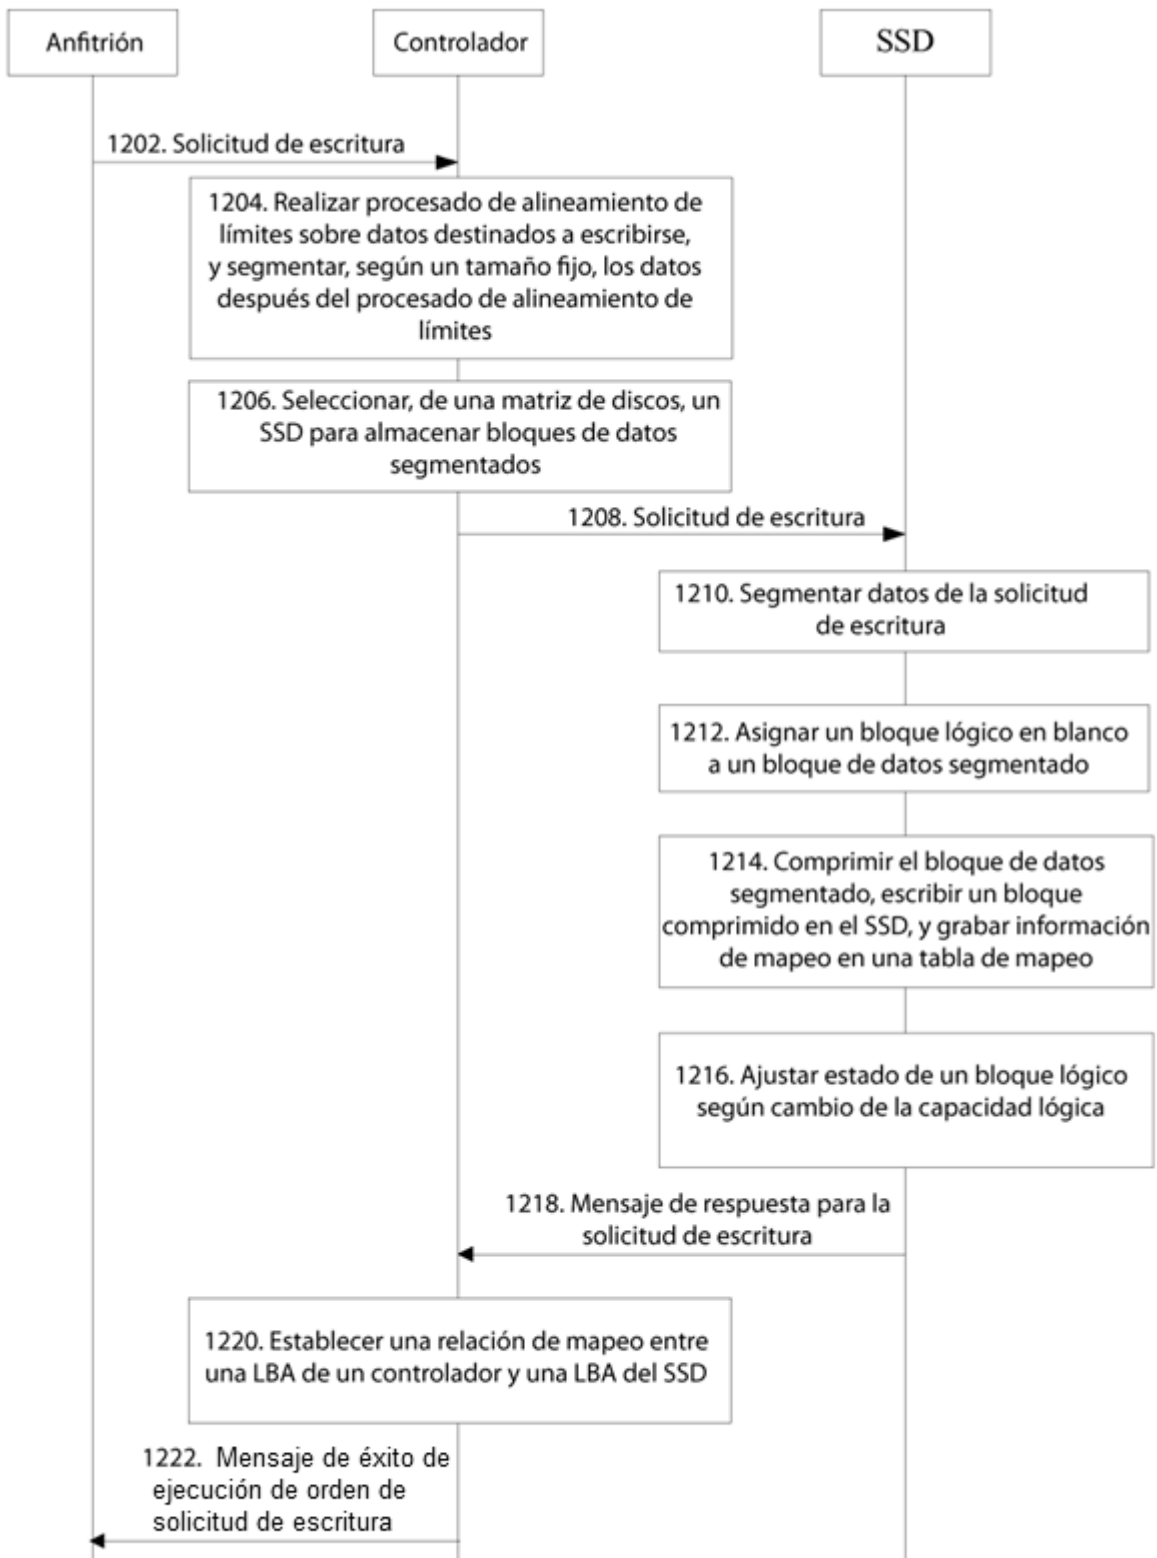 Anfitrión
Controlador
SSD
1202. Solicitud de escritura
1204. Realizar procesado de alineamiento de
límites sobre datos destinados a escribirse,
y segmentar, según un tamaño fijo, los datos
después del procesado de alineamiento de
límites
1206. Seleccionar, de una matriz de discos, un
SSD para almacenar bloques de datos
segmentados
1208. Solicitud de escritura
1210. Segmentar datos de la solicitud
de escritura
1212. Asignar un bloque lógico en blanco
a un bloque de datos segmentado
1214. Comprimir el bloque de datos
segmentado, escribir un bloque
comprimido en el SSD, y grabar información
de mapeo en una tabla de mapeo
1216. Ajustar estado de un bloque lógico
según cambio de la capacidad lógica
1218. Mensaje de respuesta para la
solicitud de escritura
1220. Establecer una relación de mapeo entre
una LBA de un controlador y una LBA del SSD
1222. Mensaje de éxito de
ejecución de orden de
solicitud de escritura